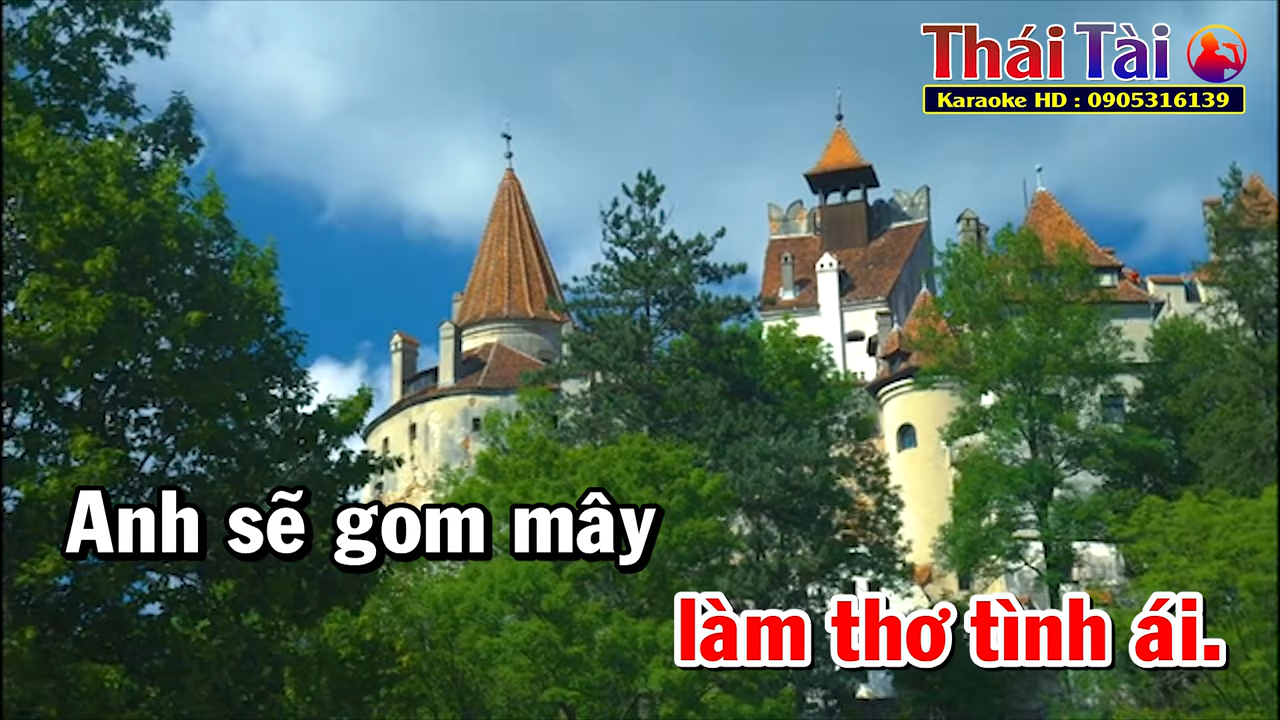 Thái Tài
Karaoke HD : 0905316139
Anh sẽ gom mây
làm thơ tình ái.